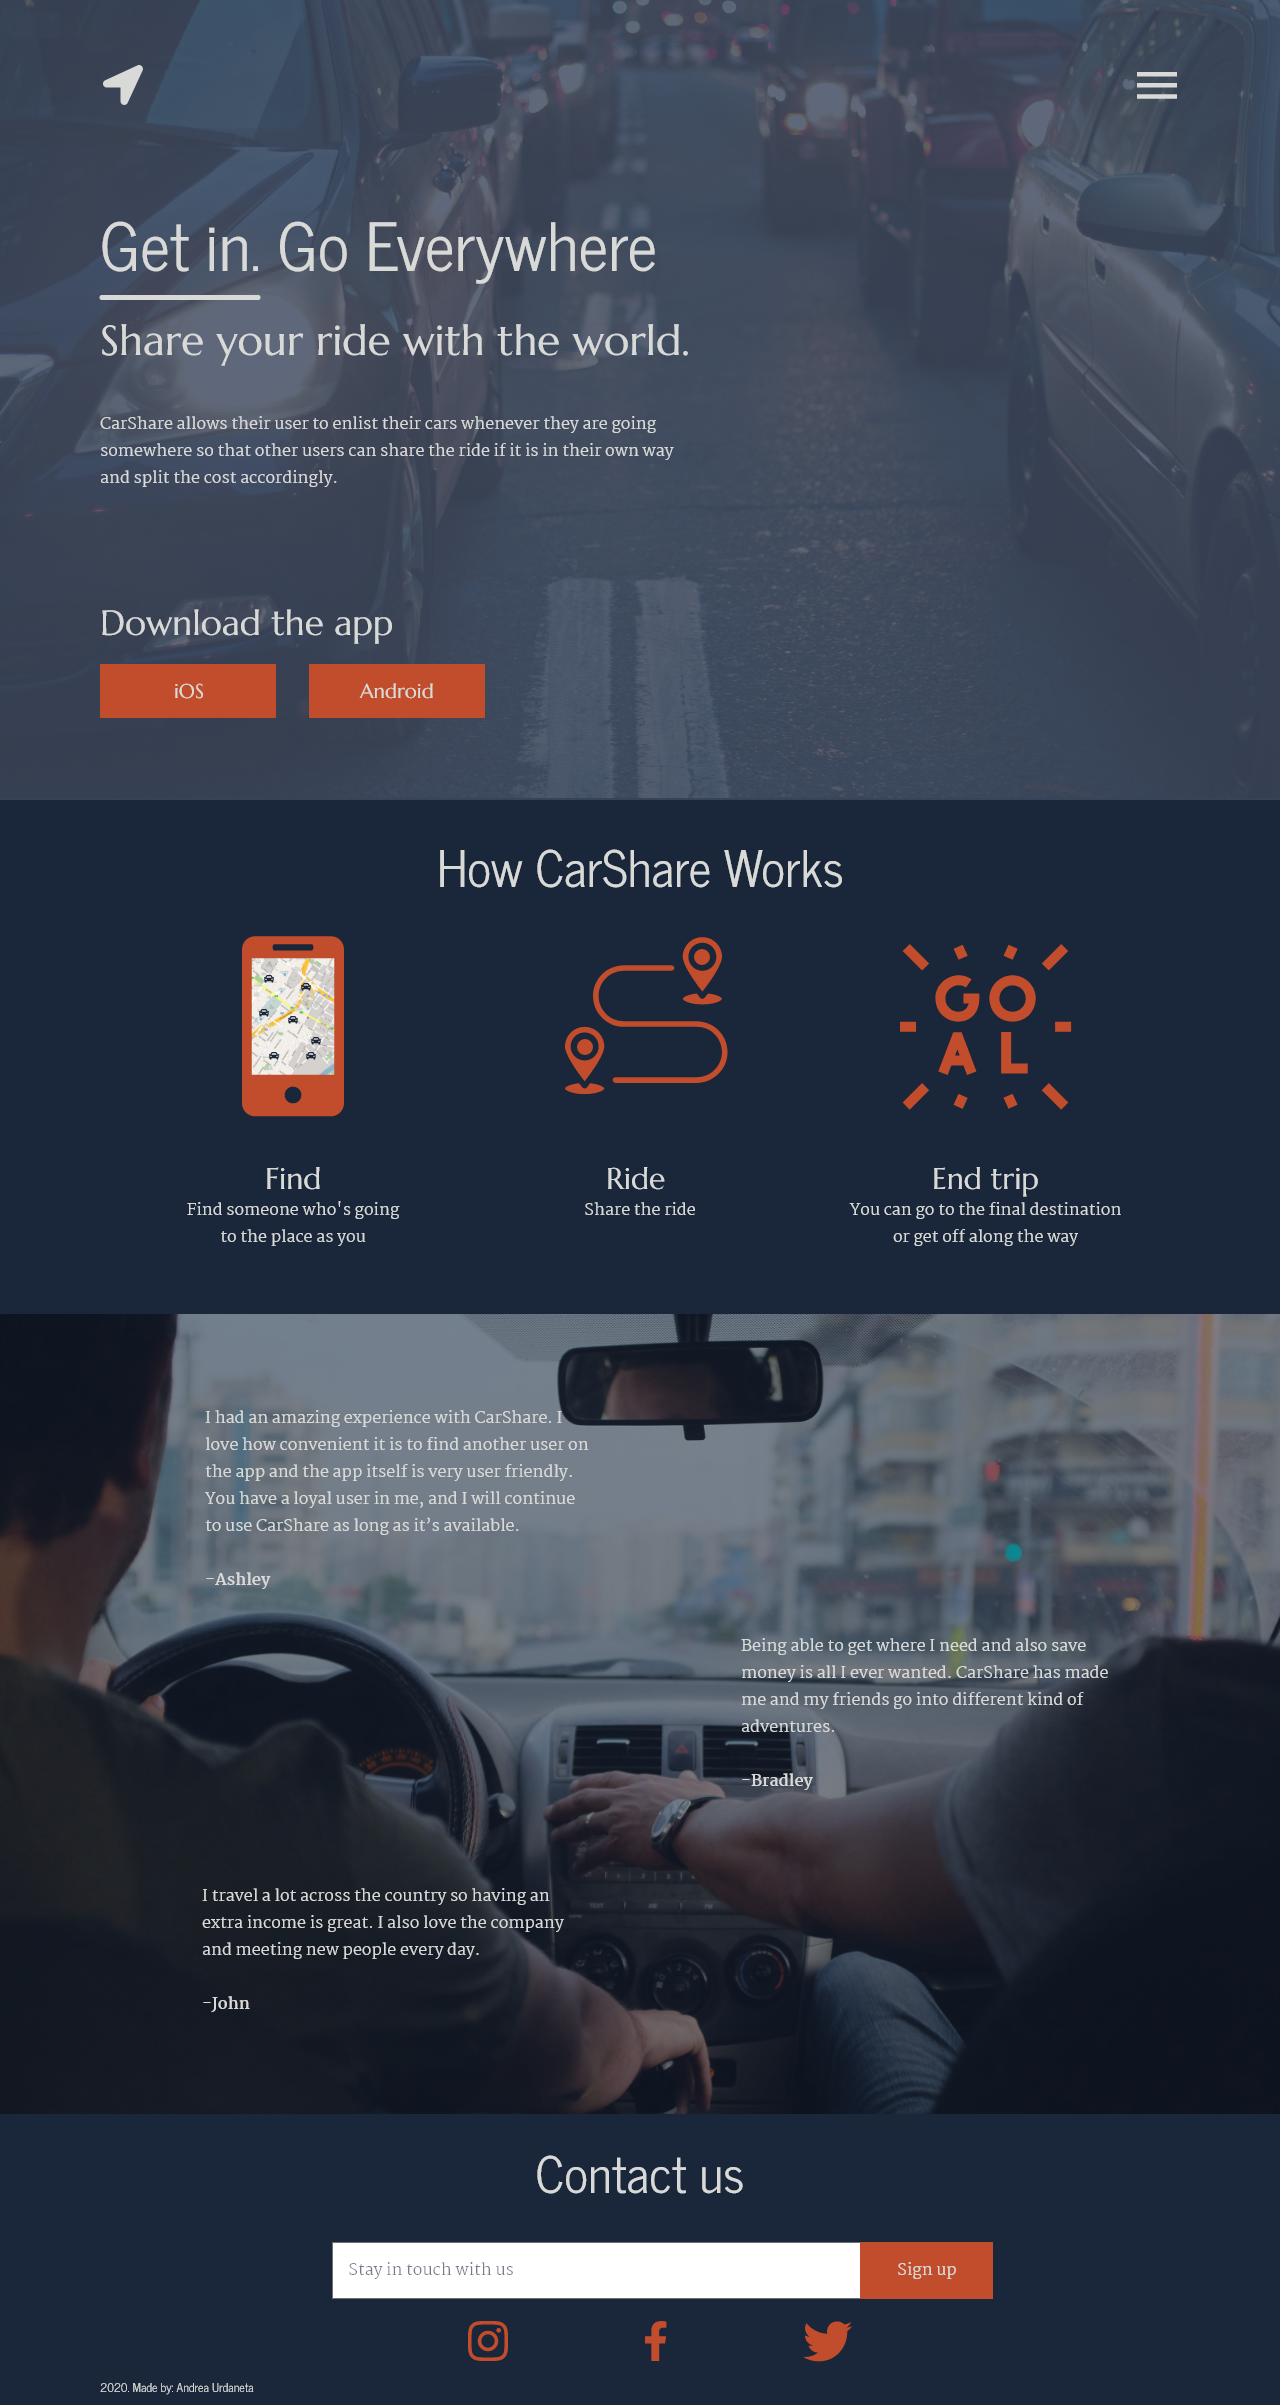 Get in. Go Everywhere
Share your ride with the world.
CarShare allows their user to enlist their cars whenever they are going
somewhere so that other users can share the ride if it is in their own way
and split the cost accordingly.
Download the app
iOS
Android
How CarShare Works
GO
AL
Find
Find someone who's going
to the place as you
Ride
Share the ride
End trip
You can go to the final destination
or get off along the way
I had an amazing experience with CarShare. I
love how convenient it is to find another user on
the app and the app itself is very user friendly.
You have a loyal user in me, and I will continue
to use CarShare as long as it’s available.
-Ashley
Being able to get where I need and also save
money is all I ever wanted. CarShare has made
me and my friends go into different kind of
adventures.
-Bradley
I travel a lot across the country so having an
extra income is great. I also love the company
and meeting new people every day.
-John
Contact us
Stay in touch with us
Sign up
2020. Made by: Andrea Urdaneta